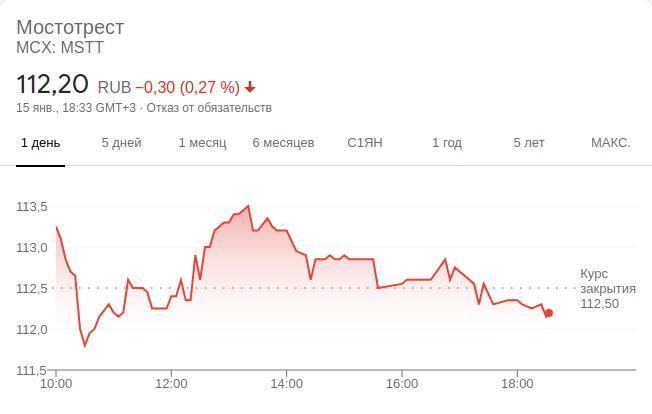 Мостотрест
MCX: MSTT
112,20 RUB −0,30 (0,27 %)
15 янв., 18:33 GMT+3 · Отказ от обязательств
1 день 5 дней 1 месяц 6 месяцев С1ЯН 1 год 5 лет МАКС.
113,5
113,0
112,5
112,0
111,5
Курс
закрытия
112,50
10:00 12:00 14:00 16:00 18:00